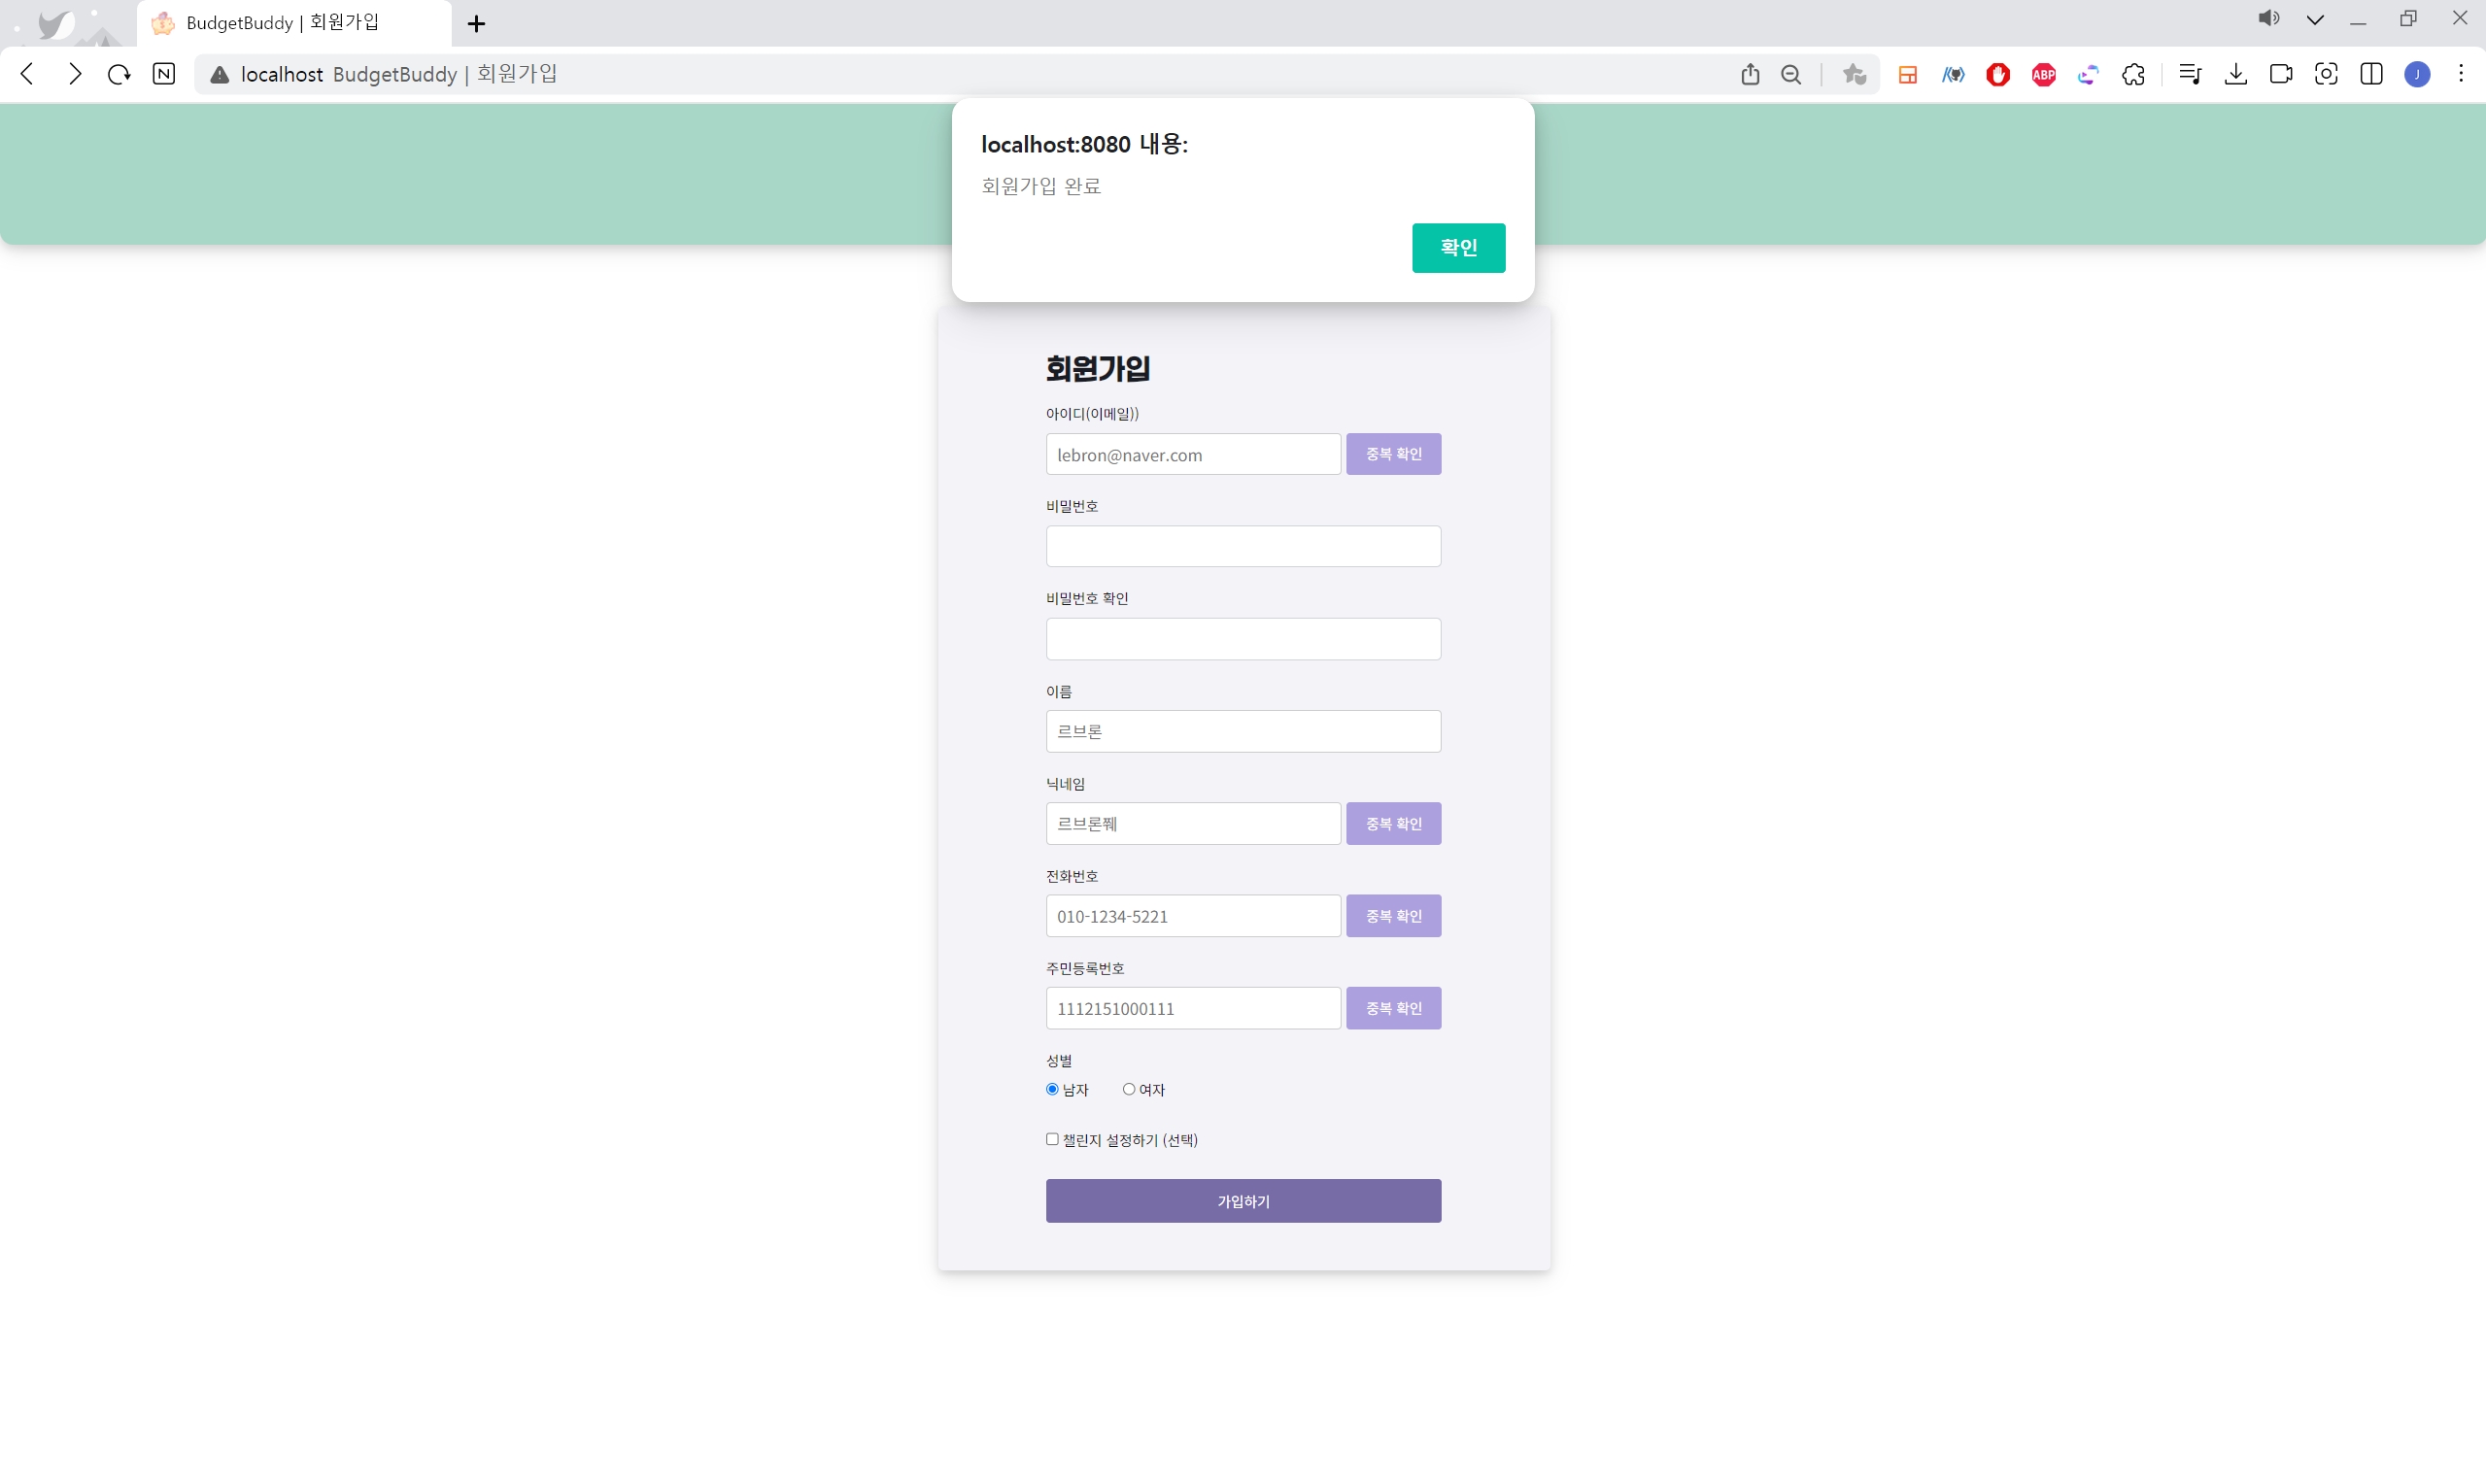 BudgetBuddy | 회원가입
N
localhost BudgetBuddy | 회원가입
ABP
J
localhost:8080 내용:
회원가입 완료
확인
회원가입
아이디(이메일))
lebron@naver.com
중복 확인
비밀번호
비밀번호 확인
이름
르브론
닉네임
르브론쮀
중복 확인
전화번호
010-1234-5221
중복 확인
주민등록번호
1112151000111
중복 확인
성별
남자
여자
챌린지 설정하기 (선택)
가입하기